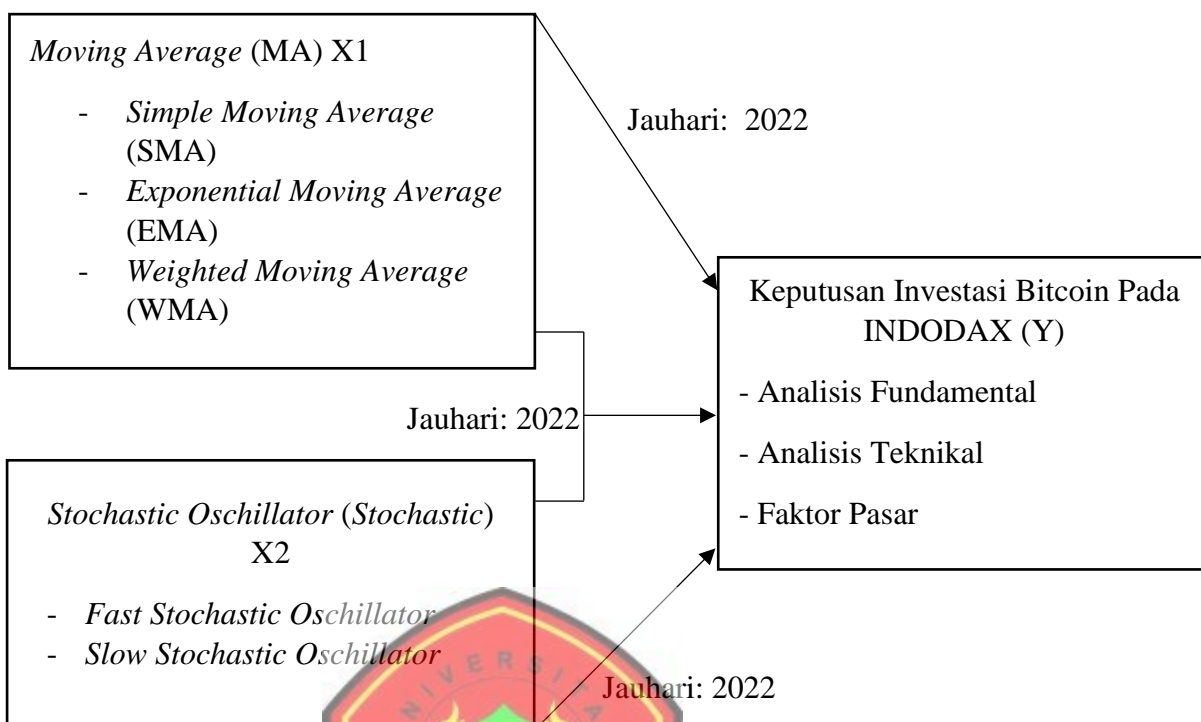 Moving Average (MA) X1
- Simple Moving Average
(SMA)
- Exponential Moving Average
(EMA)
- Weighted Moving Average
(WMA)
Jauhari: 2022
Keputusan Investasi Bitcoin Pada
INDODAX (Y)
- Analisis Fundamental
- Analisis Teknikal
- Faktor Pasar
Jauhari: 2022
Stochastic Oschillator (Stochastic)
X2
- Fast Stochastic Oschillator
- Slow Stochastic Oschillator
Jauhari: 2022